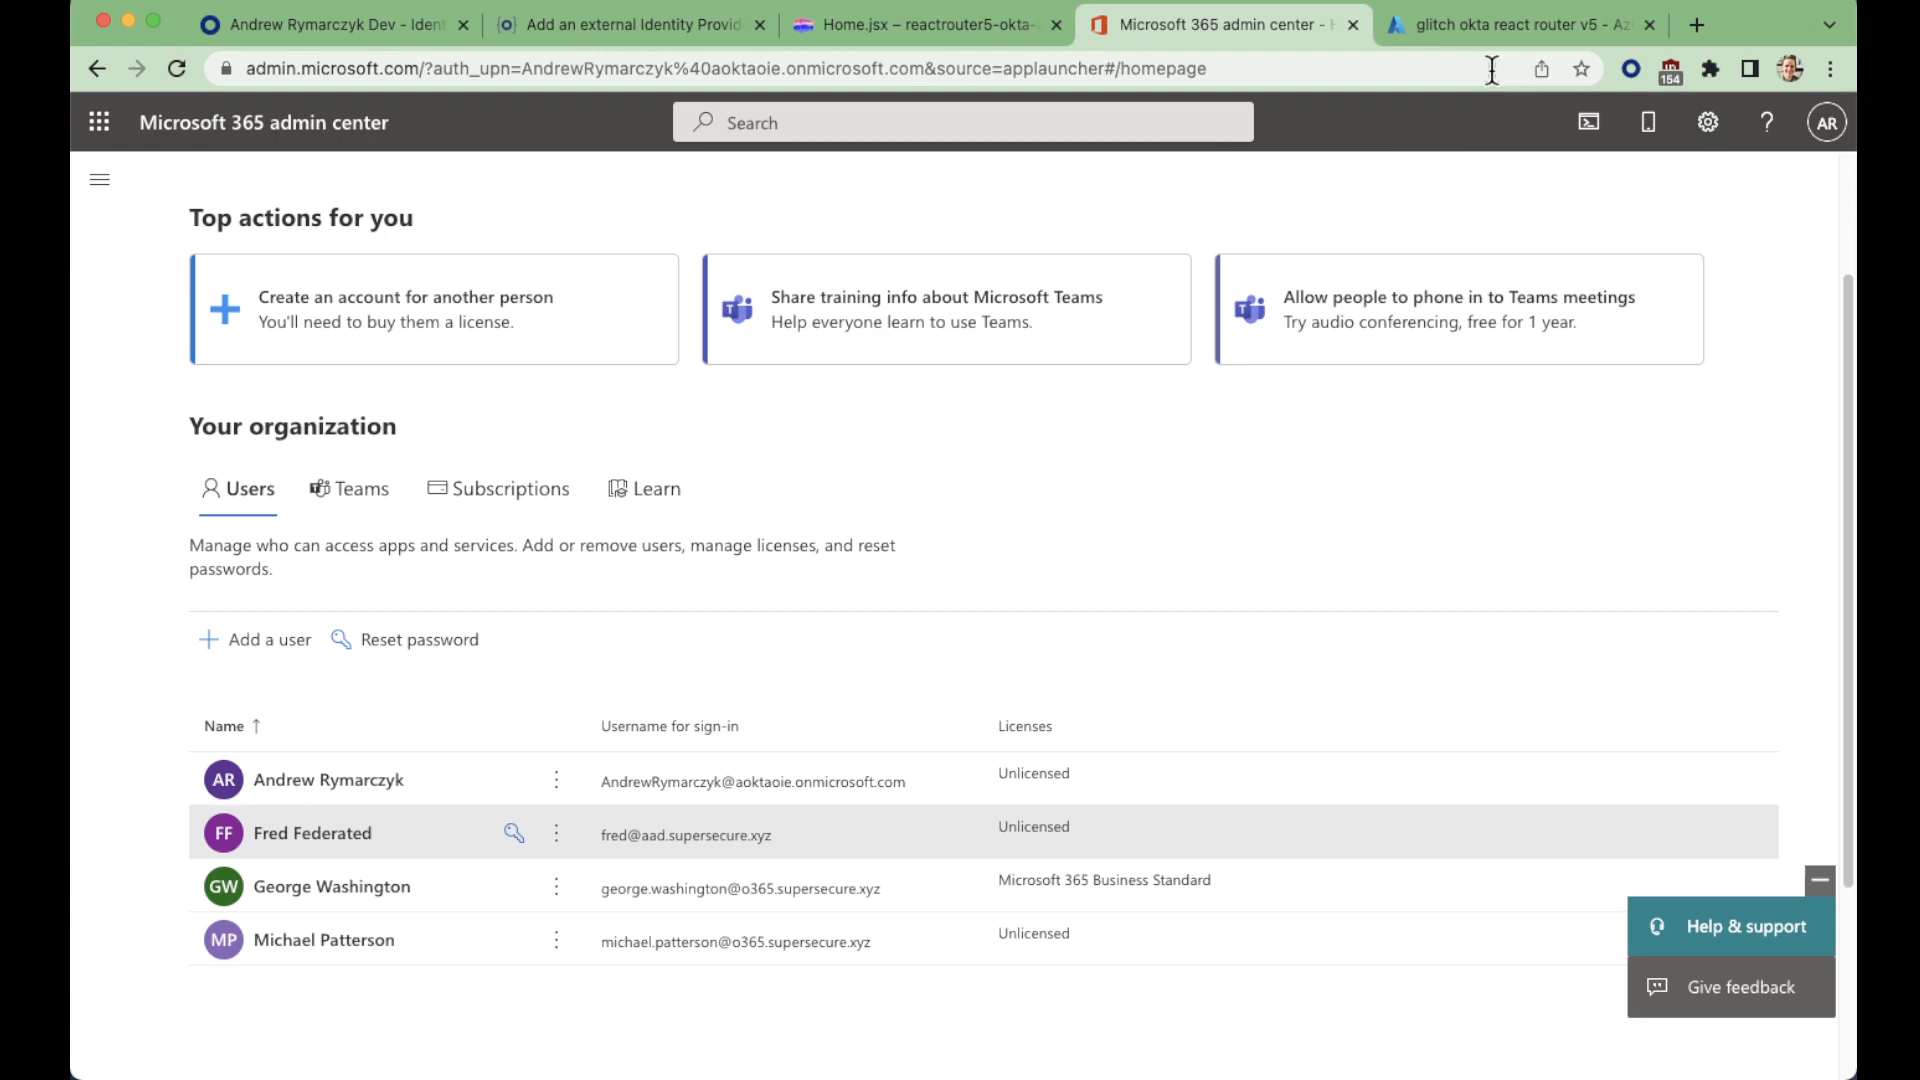 Andrew Rymarczyk Dev - Ident
Add an external Identity Provid
Home.jsx – reactrouter5-okta-
Microsoft 365 admin center - H
glitch okta react router v5 - Az
admin.microsoft.com/?auth_upn=AndrewRymarczyk%40aoktaoie.onmicrosoft.com&source=applauncher#/homepage
154
Microsoft 365 admin center
Search
AR
Top actions for you
Create an account for another person
You'll need to buy them a license.
Share training info about Microsoft Teams
Help everyone learn to use Teams.
Allow people to phone in to Teams meetings
Try audio conferencing, free for 1 year.
Your organization
Users
Teams
Subscriptions
Learn
Manage who can access apps and services. Add or remove users, manage licenses, and reset
passwords.
Add a user
Reset password
Name ↑
Username for sign-in
Licenses
AR
Andrew Rymarczyk
AndrewRymarczyk@aoktaoie.onmicrosoft.com
Unlicensed
FF
Fred Federated
fred@aad.supersecure.xyz
Unlicensed
GW
George Washington
george.washington@o365.supersecure.xyz
Microsoft 365 Business Standard
MP
Michael Patterson
michael.patterson@o365.supersecure.xyz
Unlicensed
Help & support
Give feedback